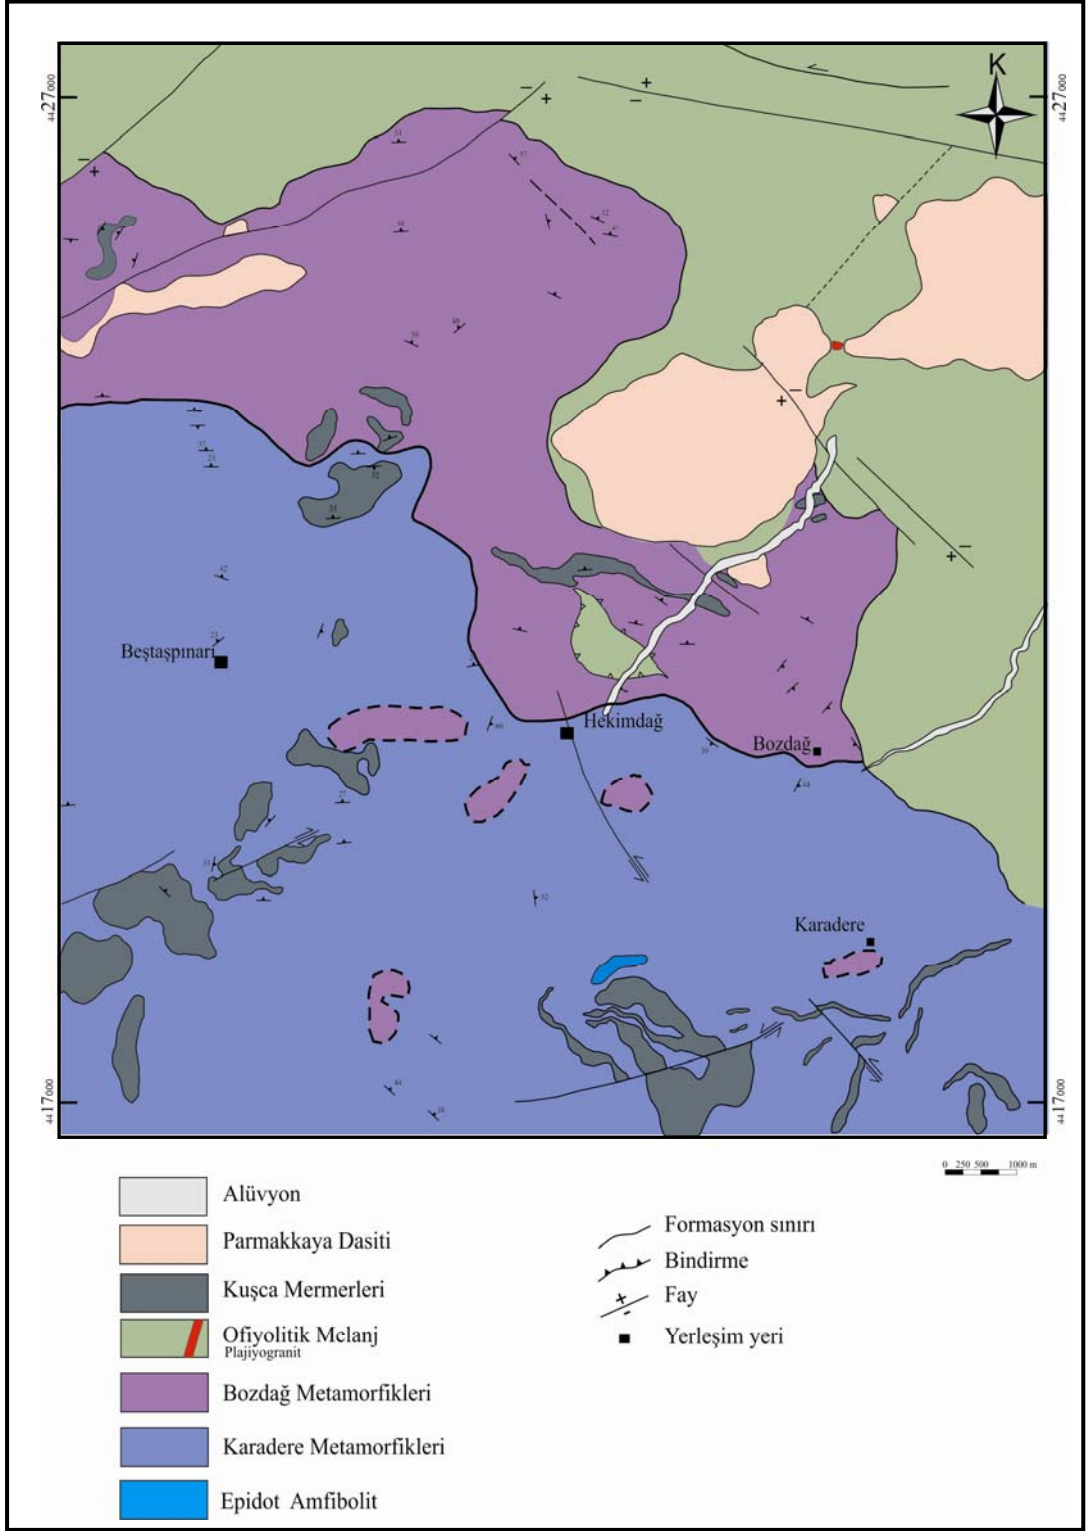 K
4427000
4427000
Beştaşpınarı
Hekimdağ
Bozdağ
Karadere
4417000
4417000
0 250 500 1000 m
Alüvyon
Parmakkaya Dasiti
Kuşca Mermerleri
Ofiyolitik Mclanj
Plajiyogranit
Bozdağ Metamorfikleri
Karadere Metamorfikleri
Epidot Amfibolit
Formasyon sınırı
Bindirme
Fay
Yerleşim yeri